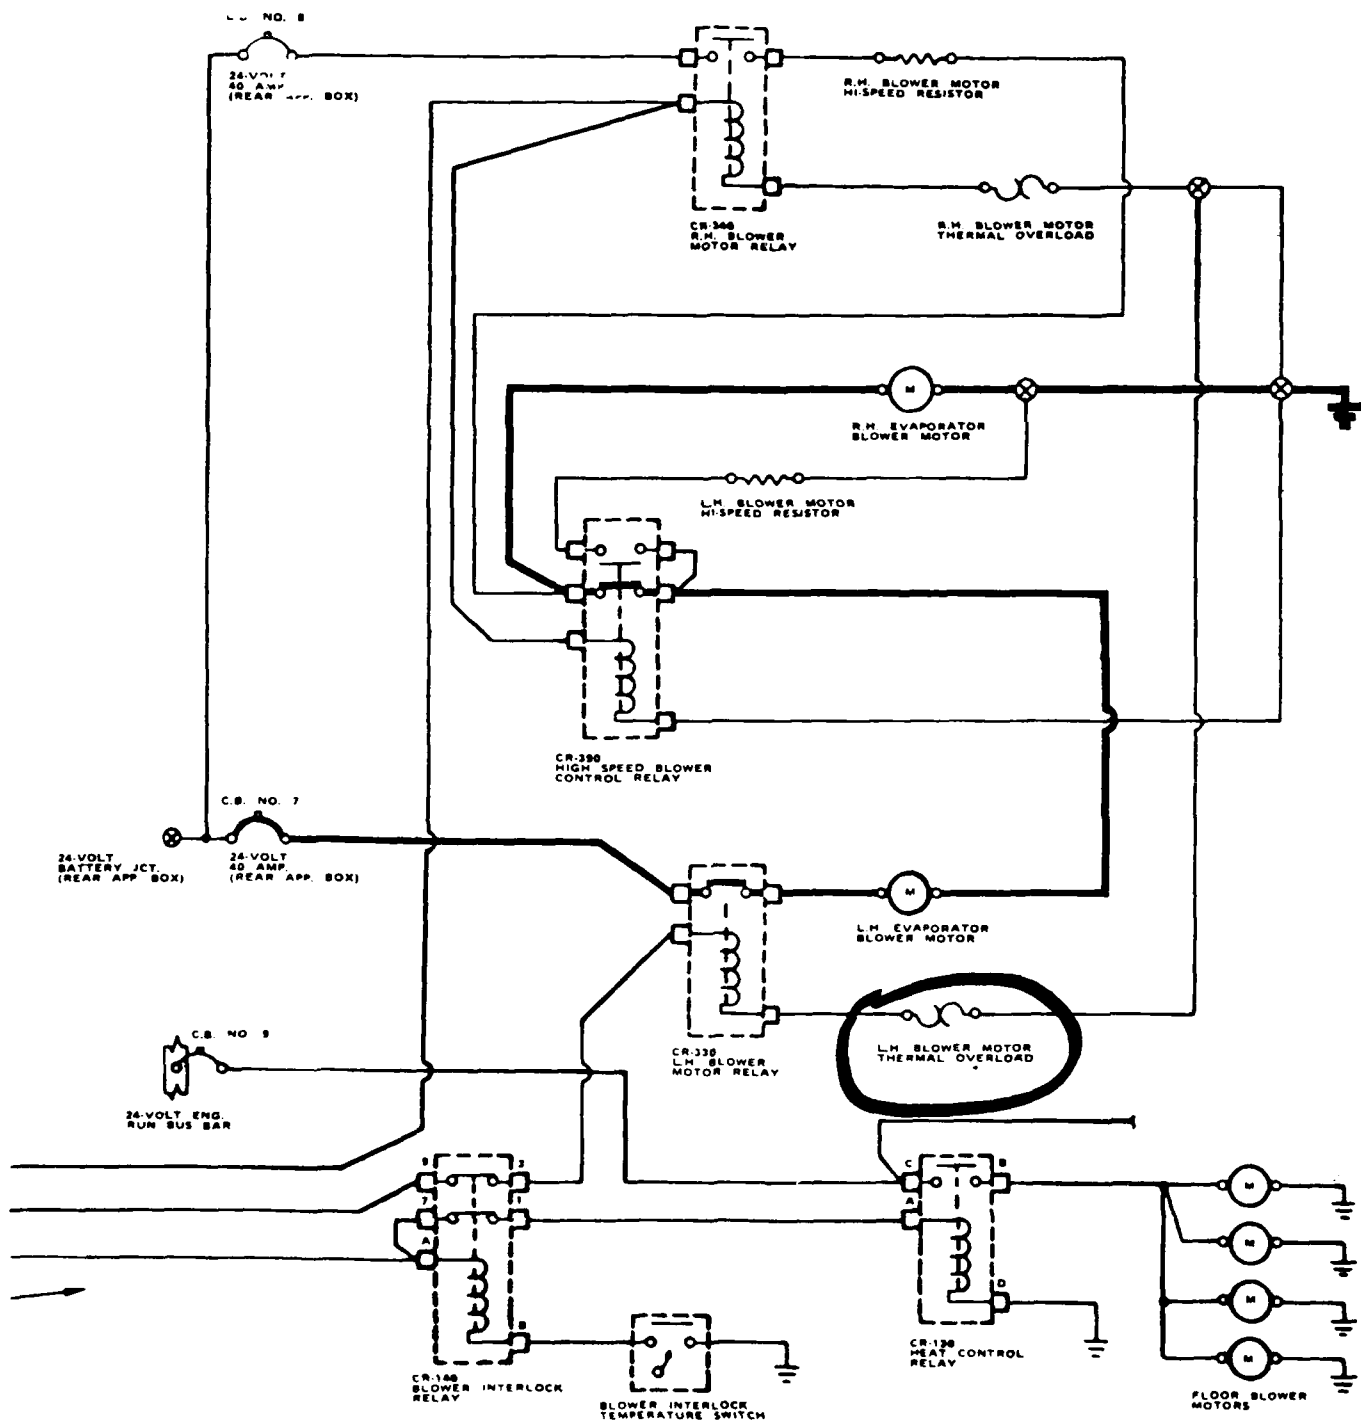 NO. 8
24-VOLT
40 AMP.
(REAR APP. BOX)
R.H. BLOWER MOTOR
HI-SPEED RESISTOR
CR-340
R.H. BLOWER
MOTOR RELAY
R.H. BLOWER MOTOR
THERMAL OVERLOAD
M
R.H. EVAPORATOR
BLOWER MOTOR
L.H. BLOWER MOTOR
HI-SPEED RESISTOR
CR-390
HIGH SPEED BLOWER
CONTROL RELAY
C.B. NO. 7
24-VOLT
BATTERY JCT.
(REAR APP. BOX)
24-VOLT
40 AMP.
(REAR APP. BOX)
M
L.H. EVAPORATOR
BLOWER MOTOR
C.B. NO. 9
24-VOLT ENG.
RUN BUS BAR
CR-330
L.H. BLOWER
MOTOR RELAY
L.H. BLOWER MOTOR
THERMAL OVERLOAD
9
3
7
1
A
B
CR-140
BLOWER INTERLOCK
RELAY
BLOWER INTERLOCK
TEMPERATURE SWITCH
C
B
A
D
CR-130
HEAT CONTROL
RELAY
M
M
M
M
FLOOR BLOWER
MOTORS